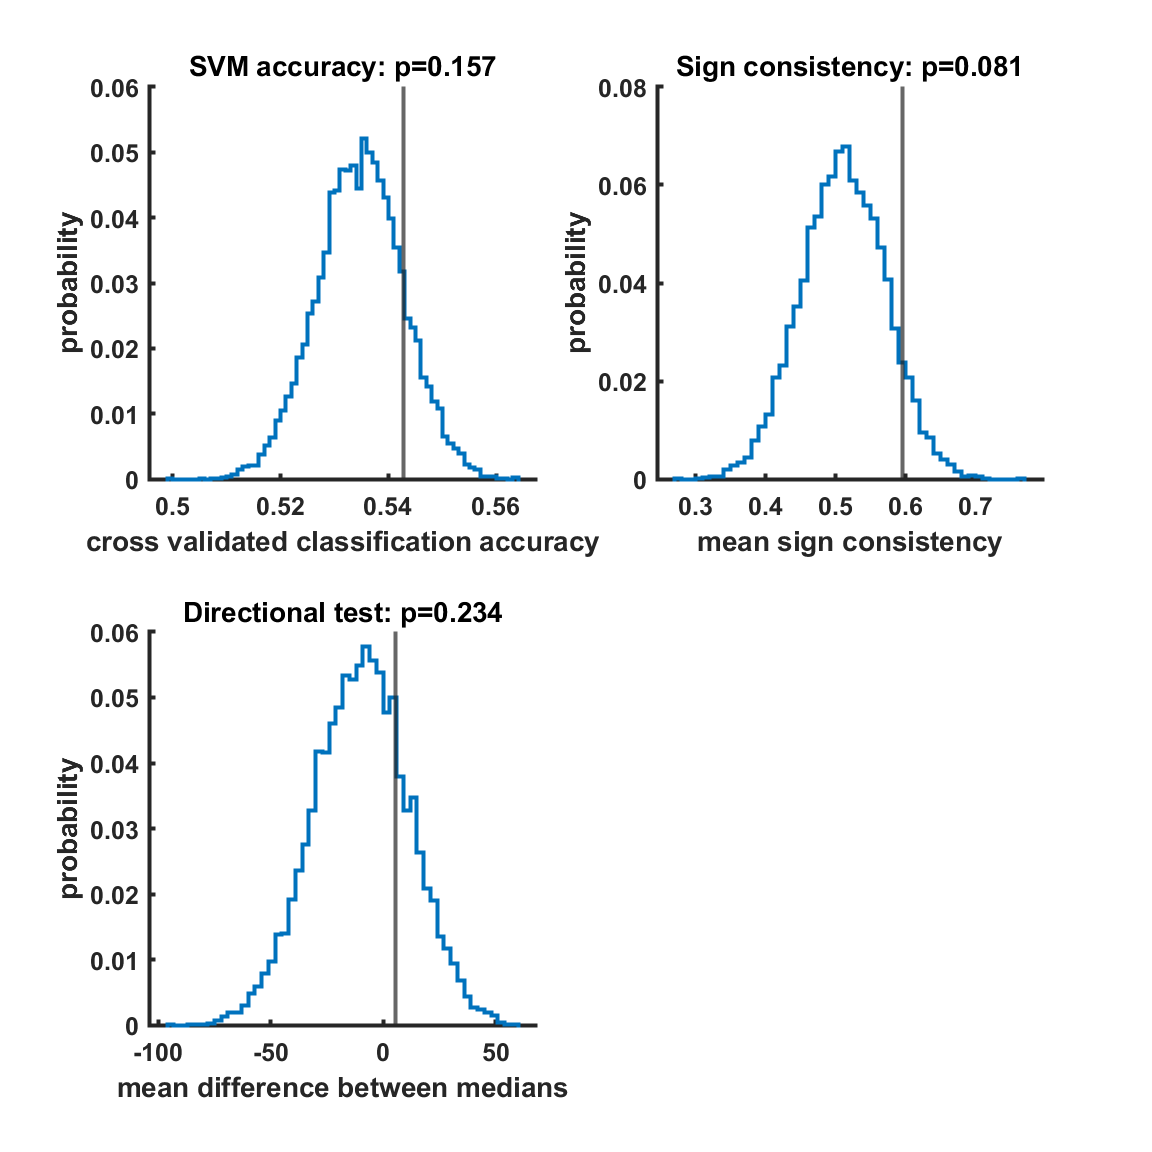 SVM accuracy: p=0.157
0.06
0.05
0.04
0.03
0.02
0.01
0
probability
0.5 0.52 0.54 0.56
cross validated classification accuracy
Sign consistency: p=0.081
0.08
0.06
0.04
0.02
0
probability
0.3 0.4 0.5 0.6 0.7
mean sign consistency
Directional test: p=0.234
0.06
0.05
0.04
0.03
0.02
0.01
0
probability
-100 -50 0 50
mean difference between medians